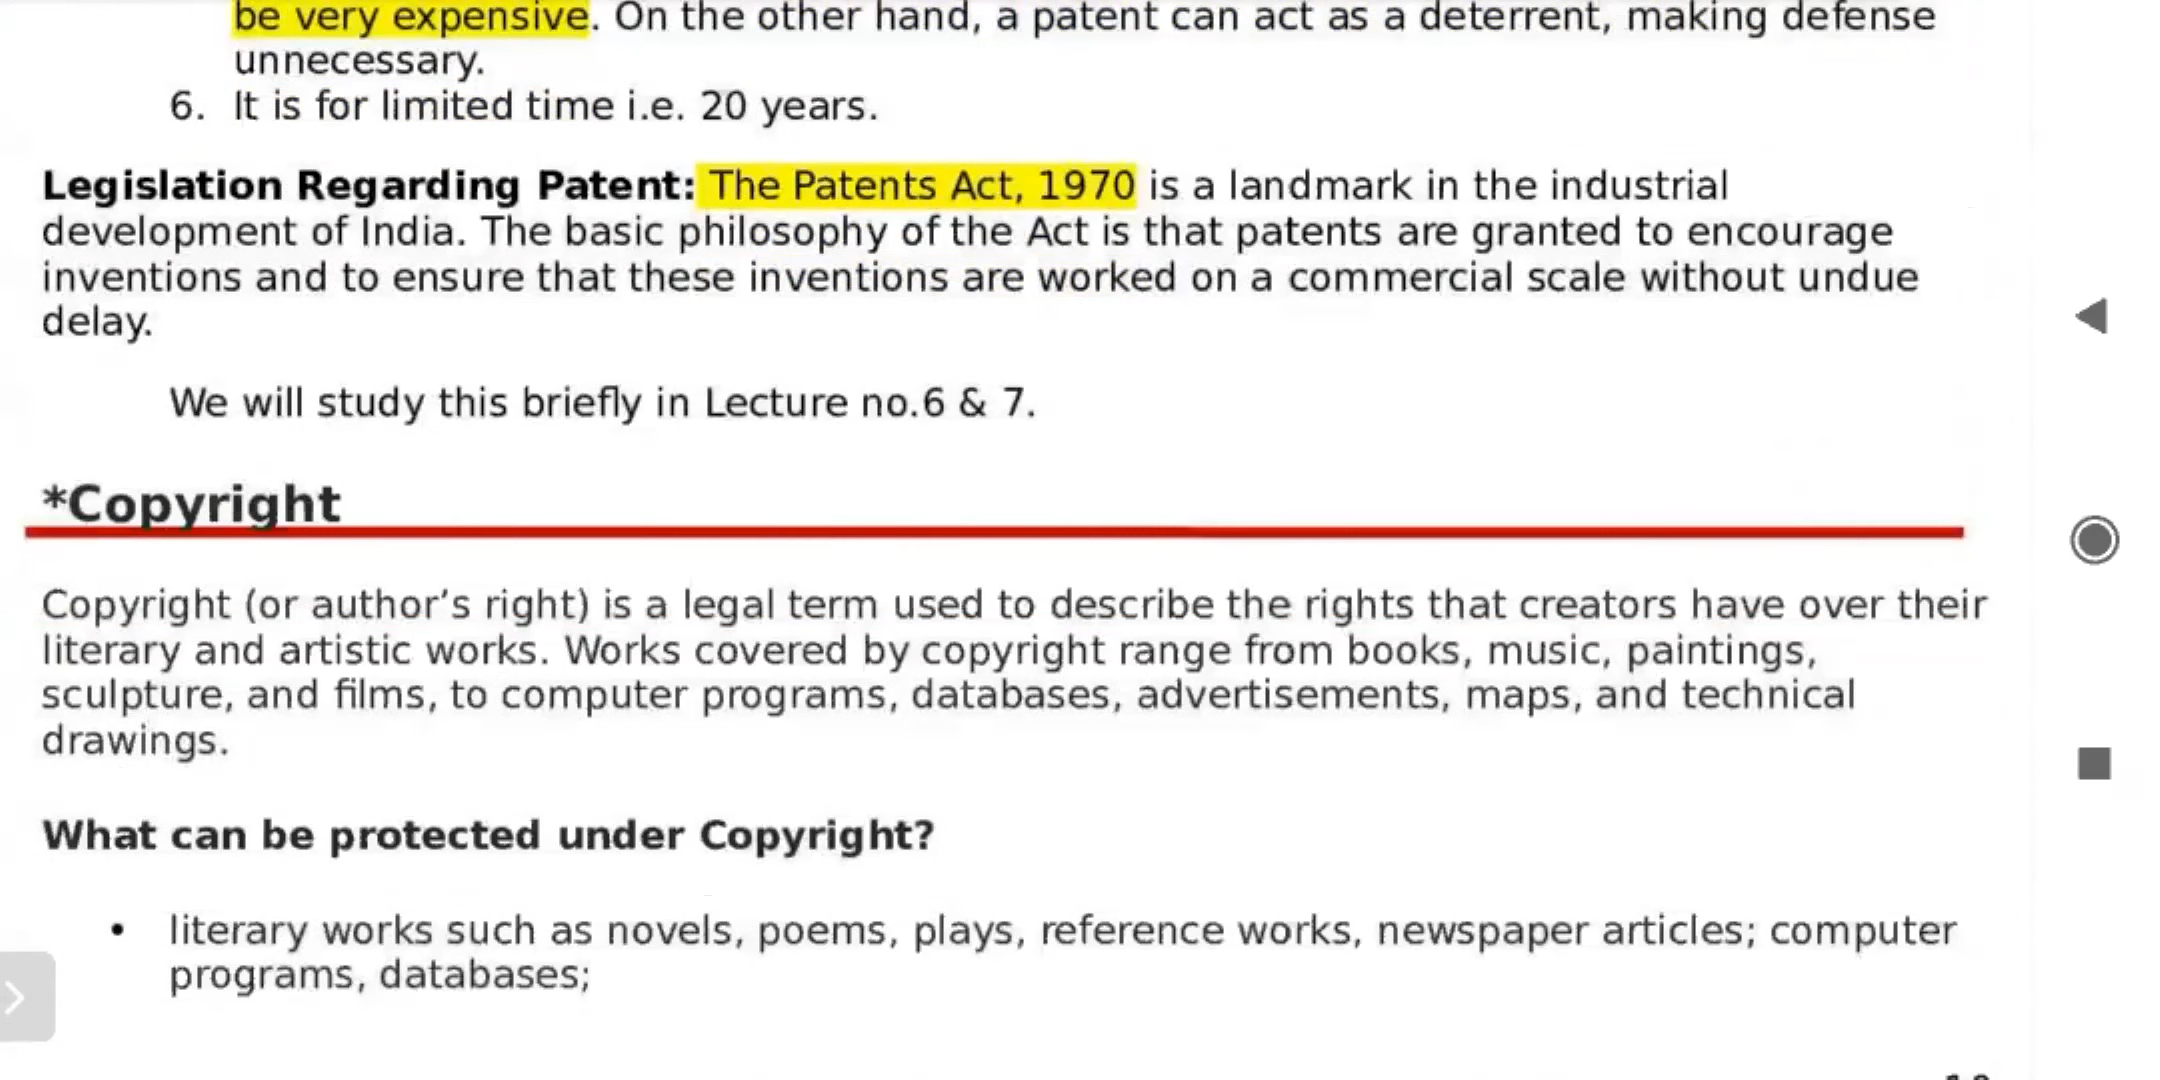 be very expensive. On the other hand, a patent can act as a deterrent, making defense
unnecessary.
6. It is for limited time i.e. 20 years.
Legislation Regarding Patent: The Patents Act, 1970 is a landmark in the industrial
development of India. The basic philosophy of the Act is that patents are granted to encourage
inventions and to ensure that these inventions are worked on a commercial scale without undue
delay.
We will study this briefly in Lecture no.6 & 7.
*Copyright
Copyright (or author’s right) is a legal term used to describe the rights that creators have over their
literary and artistic works. Works covered by copyright range from books, music, paintings,
sculpture, and films, to computer programs, databases, advertisements, maps, and technical
drawings.
What can be protected under Copyright?
• literary works such as novels, poems, plays, reference works, newspaper articles; computer
programs, databases;